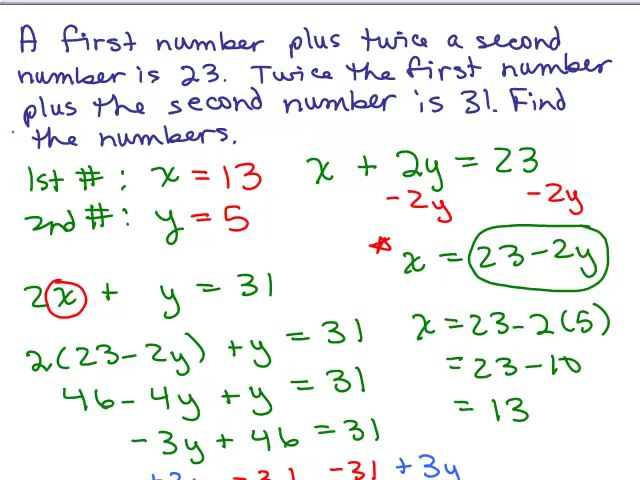 A first number plus twice a second
number is 23. Twice the first number
plus the second number is 31. Find
the numbers.
1st #: x = 13
2nd #: y = 5
x + 2y = 23
-2y -2y
* x = 23 - 2y
2x + y = 31
2(23 - 2y) + y = 31
46 - 4y + y = 31
-3y + 46 = 31
-31 -31 +3y
x = 23 - 2(5)
= 23 - 10
= 13